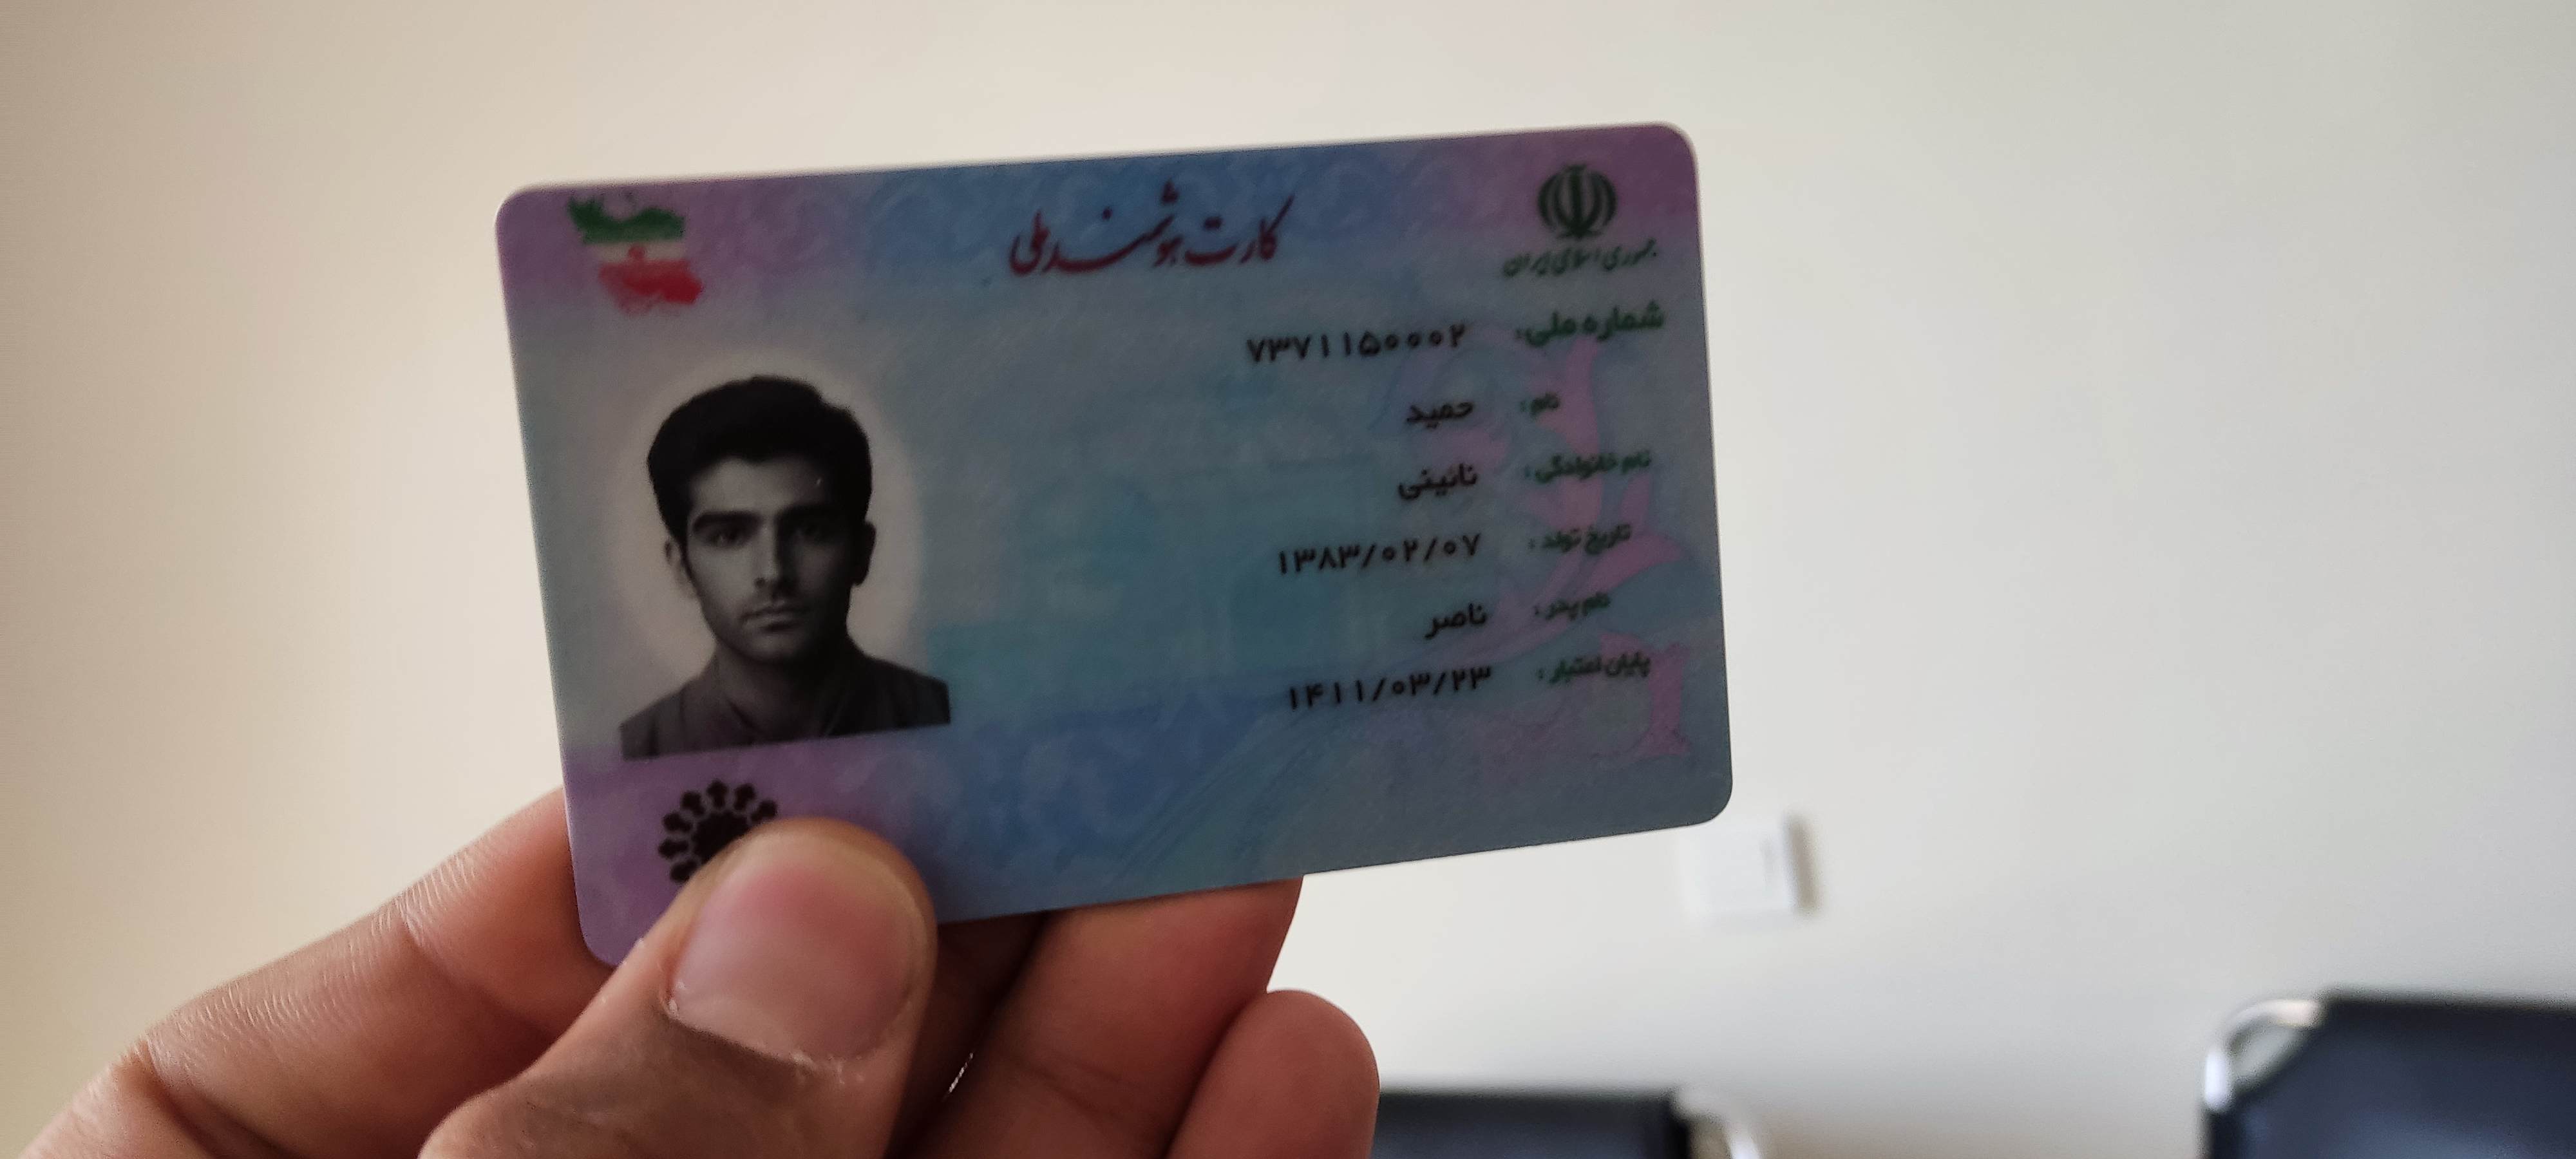 کارت هوشمند ملی
جمهوری اسلامی ایران
شماره ملی: ۷۳۷۱۱۵۰۰۰۲
نام: حمید
نام خانوادگی: نائینی
تاریخ تولد: ۱۳۸۳/۰۲/۰۷
نام پدر: ناصر
پایان اعتبار: ۱۴۱۱/۰۳/۲۳